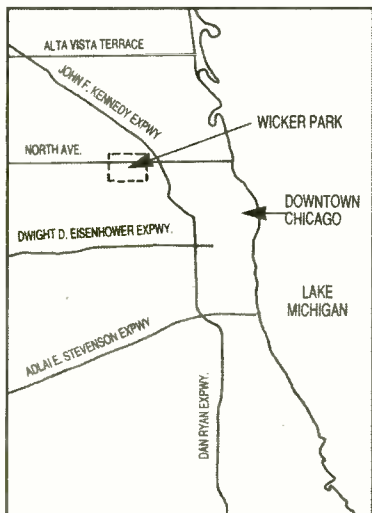 ALTA VISTA TERRACE
JOHN F. KENNEDY EXPWY
WICKER PARK
NORTH AVE.
DOWNTOWN
CHICAGO
DWIGHT D. EISENHOWER EXPWY.
LAKE
MICHIGAN
ADLAI E. STEVENSON EXPWY
DAN RYAN EXPWY.